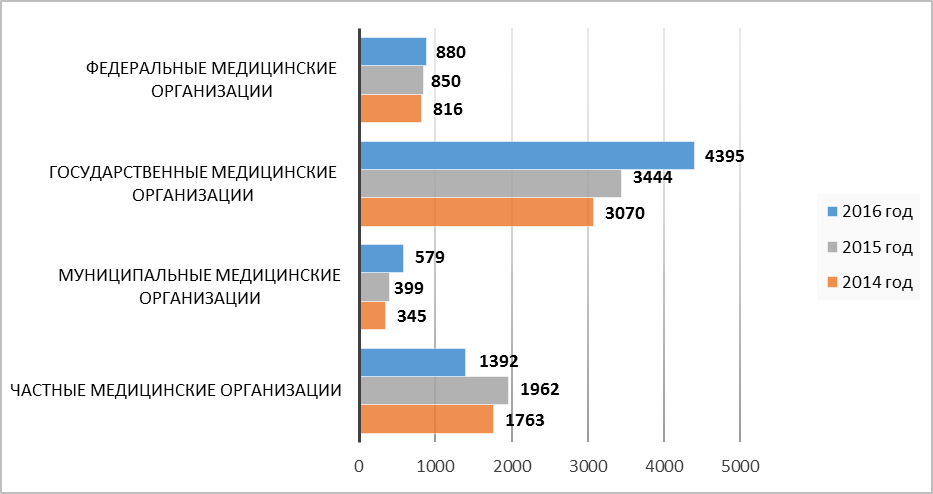 ФЕДЕРАЛЬНЫЕ МЕДИЦИНСКИЕ
ОРГАНИЗАЦИИ
880
850
816
ГОСУДАРСТВЕННЫЕ МЕДИЦИНСКИЕ
ОРГАНИЗАЦИИ
4395
3444
3070
МУНИЦИПАЛЬНЫЕ МЕДИЦИНСКИЕ
ОРГАНИЗАЦИИ
579
399
345
ЧАСТНЫЕ МЕДИЦИНСКИЕ ОРГАНИЗАЦИИ
1392
1962
1763
0 1000 2000 3000 4000 5000
2016 год
2015 год
2014 год